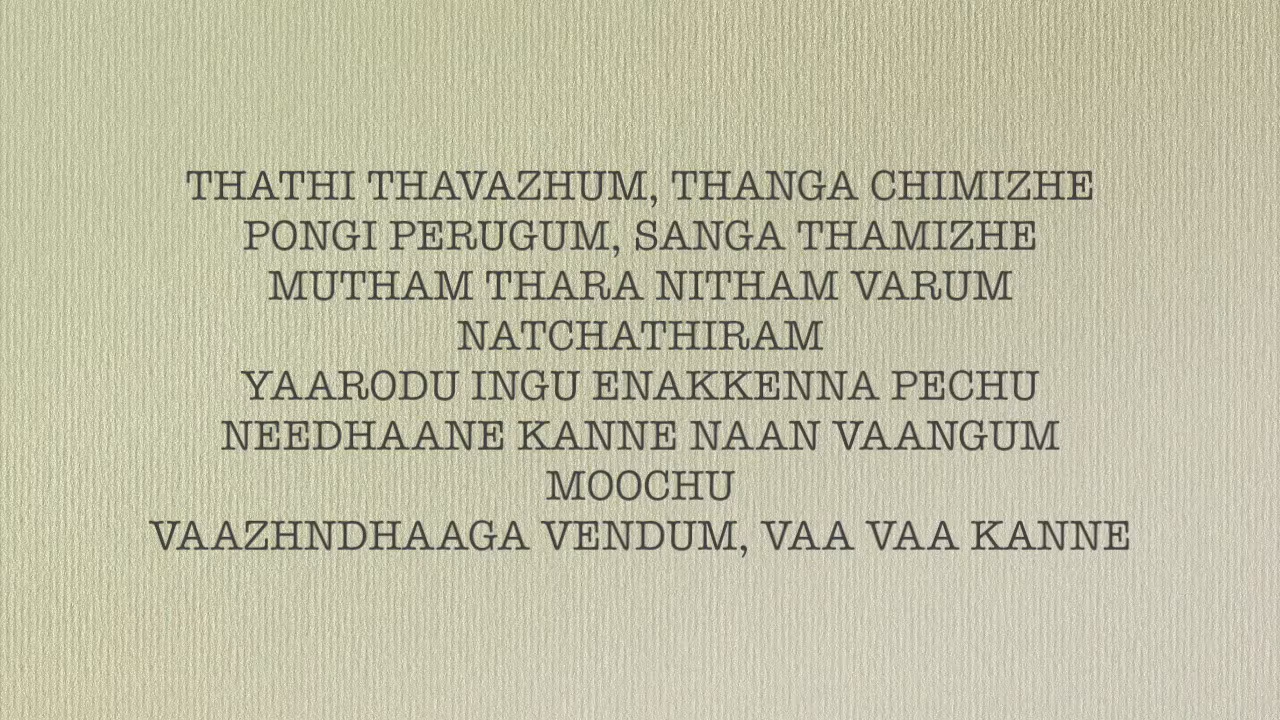 THATHI THAVAZHUM, THANGA CHIMIZHE
PONGI PERUGUM, SANGA THAMIZHE
MUTHAM THARA NITHAM VARUM
NATCHATHIRAM
YAARODU INGU ENAKKENNA PECHU
NEEDHAANE KANNE NAAN VAANGUM
MOOCHU
VAAZHNDHAAGA VENDUM, VAA VAA KANNE